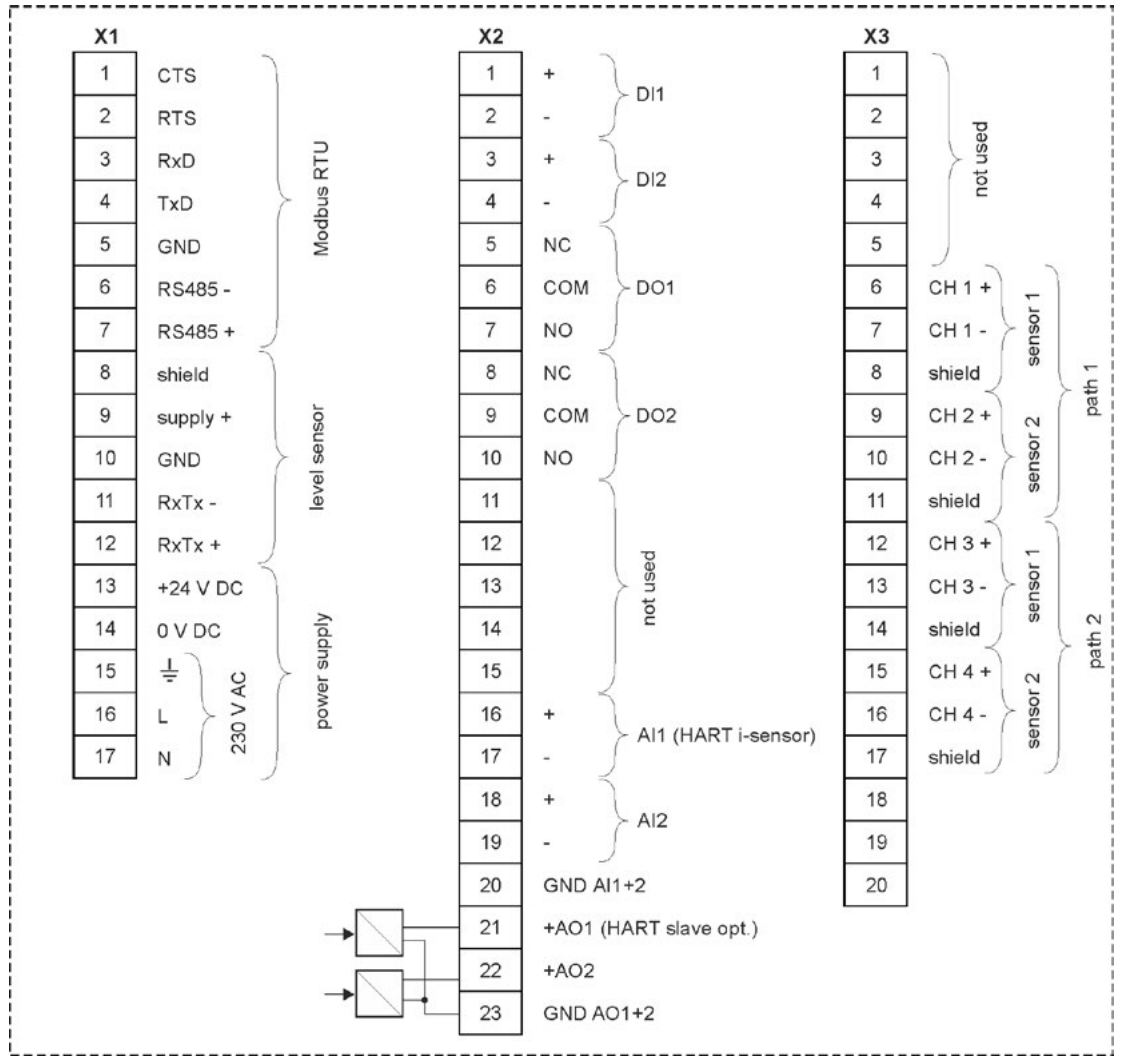 X1
1 CTS
2 RTS
3 RxD
4 TxD
5 GND
6 RS485 -
7 RS485 +
Modbus RTU
8 shield
9 supply +
10 GND
11 RxTx -
12 RxTx +
level sensor
13 +24 V DC
14 0 V DC
15
16 L
17 N
230 V AC
power supply
X2
1 +
2 -
DI1
3 +
4 -
DI2
5 NC
6 COM
7 NO
DO1
8 NC
9 COM
10 NO
DO2
11
12
13
14
15
not used
16 +
17 -
AI1 (HART i-sensor)
18 +
19 -
AI2
20 GND AI1+2
21 +AO1 (HART slave opt.)
22 +AO2
23 GND AO1+2
X3
1
2
3
4
5
not used
6 CH 1 +
7 CH 1 -
8 shield
sensor 1
9 CH 2 +
10 CH 2 -
11 shield
sensor 2
path 1
12 CH 3 +
13 CH 3 -
14 shield
sensor 1
15 CH 4 +
16 CH 4 -
17 shield
sensor 2
path 2
18
19
20